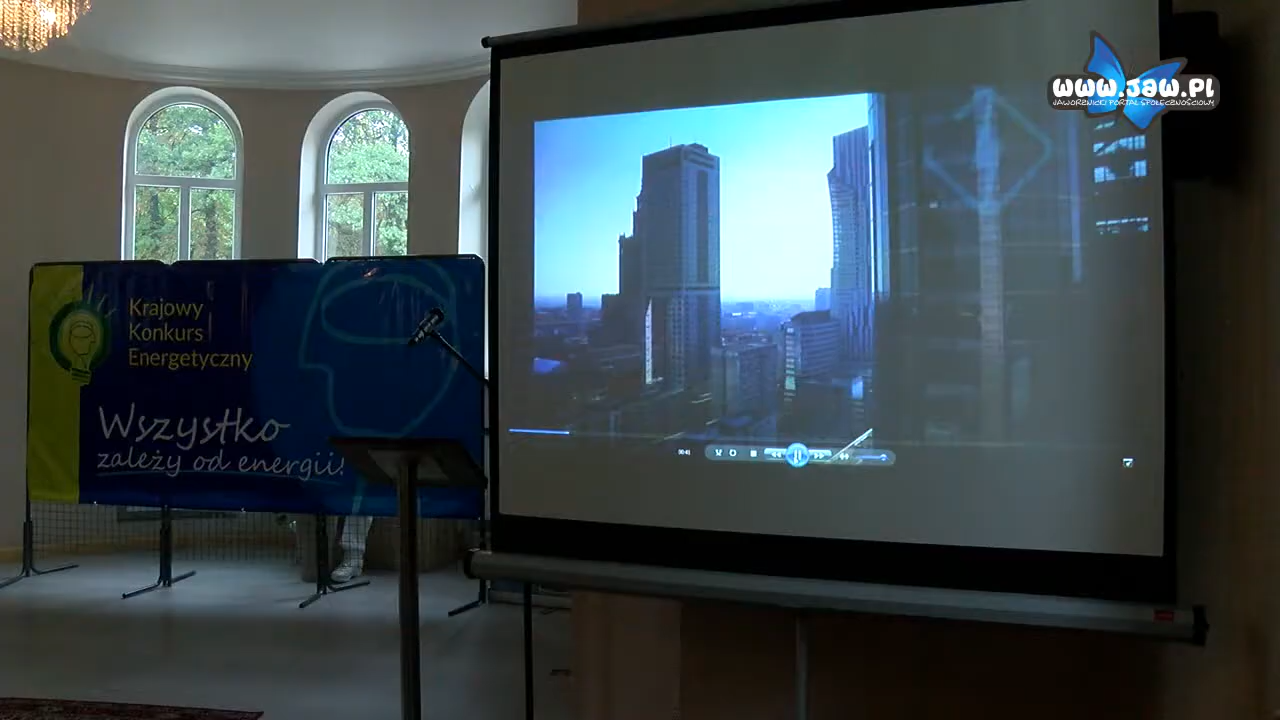 www.jaw.pl
JAWORZNICKI PORTAL SPOŁECZNOŚCIOWY
Krajowy
Konkurs
Energetyczny
Wszystko
zależy od energii!